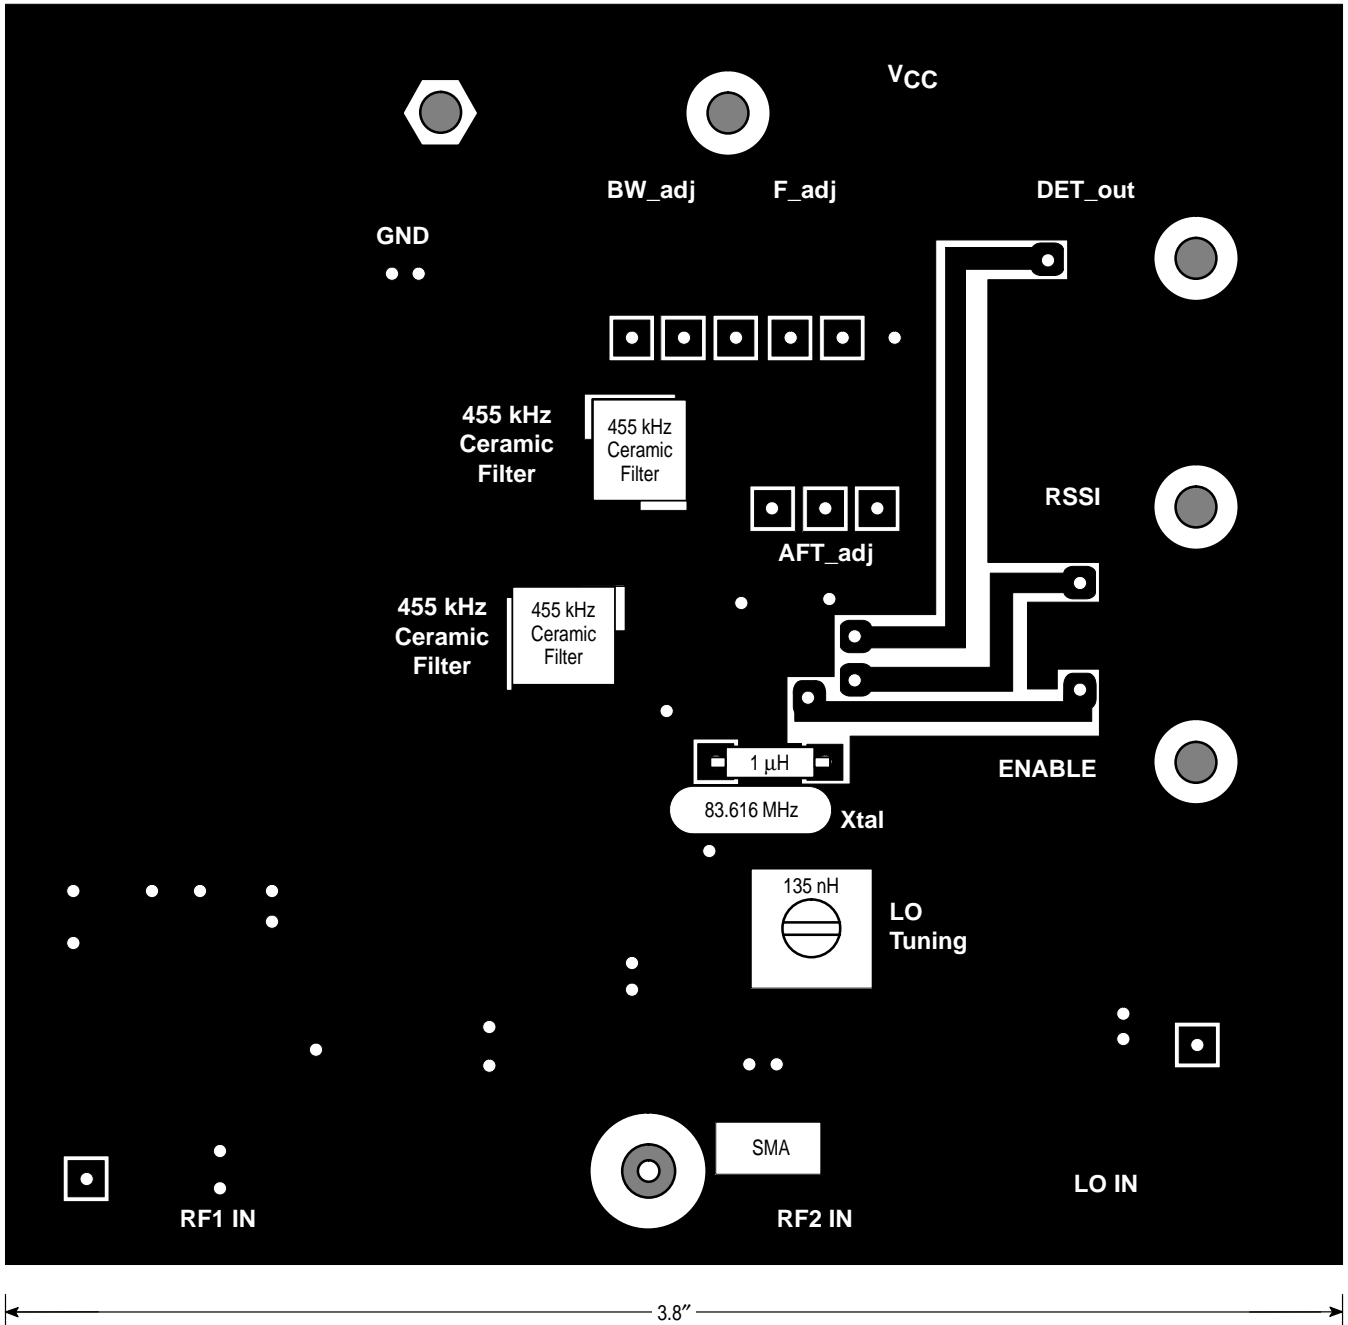 VCC
BW_adj
F_adj
DET_out
GND
455 kHz
Ceramic
Filter
455 kHz
Ceramic
Filter
RSSI
AFT_adj
455 kHz
Ceramic
Filter
455 kHz
Ceramic
Filter
1 μH
ENABLE
83.616 MHz
Xtal
135 nH
LO
Tuning
SMA
LO IN
RF1 IN
RF2 IN
3.8″